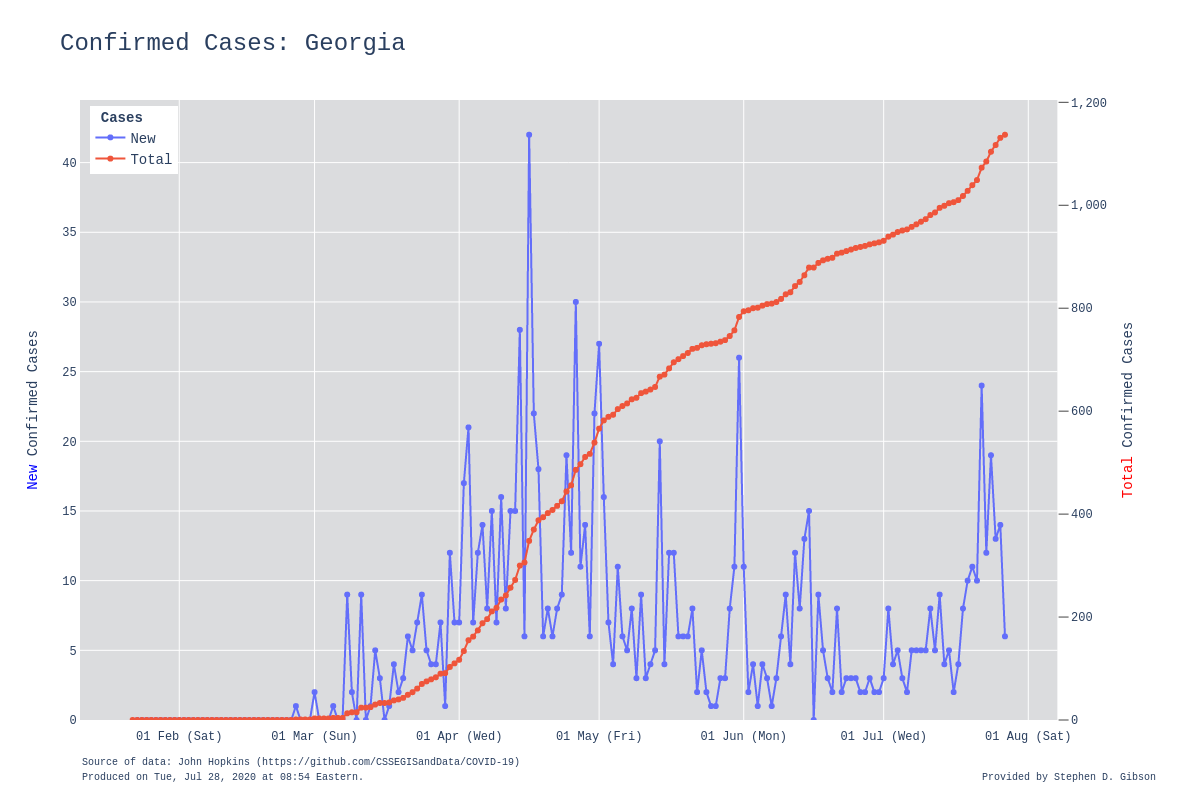 Confirmed Cases: Georgia
Cases
New
Total
40
35
30
25
20
15
10
5
0
1,200
1,000
800
600
400
200
0
New Confirmed Cases
Total Confirmed Cases
01 Feb (Sat)
01 Mar (Sun)
01 Apr (Wed)
01 May (Fri)
01 Jun (Mon)
01 Jul (Wed)
01 Aug (Sat)
Source of data: John Hopkins (https://github.com/CSSEGISandData/COVID-19)
Produced on Tue, Jul 28, 2020 at 08:54 Eastern.
Provided by Stephen D. Gibson